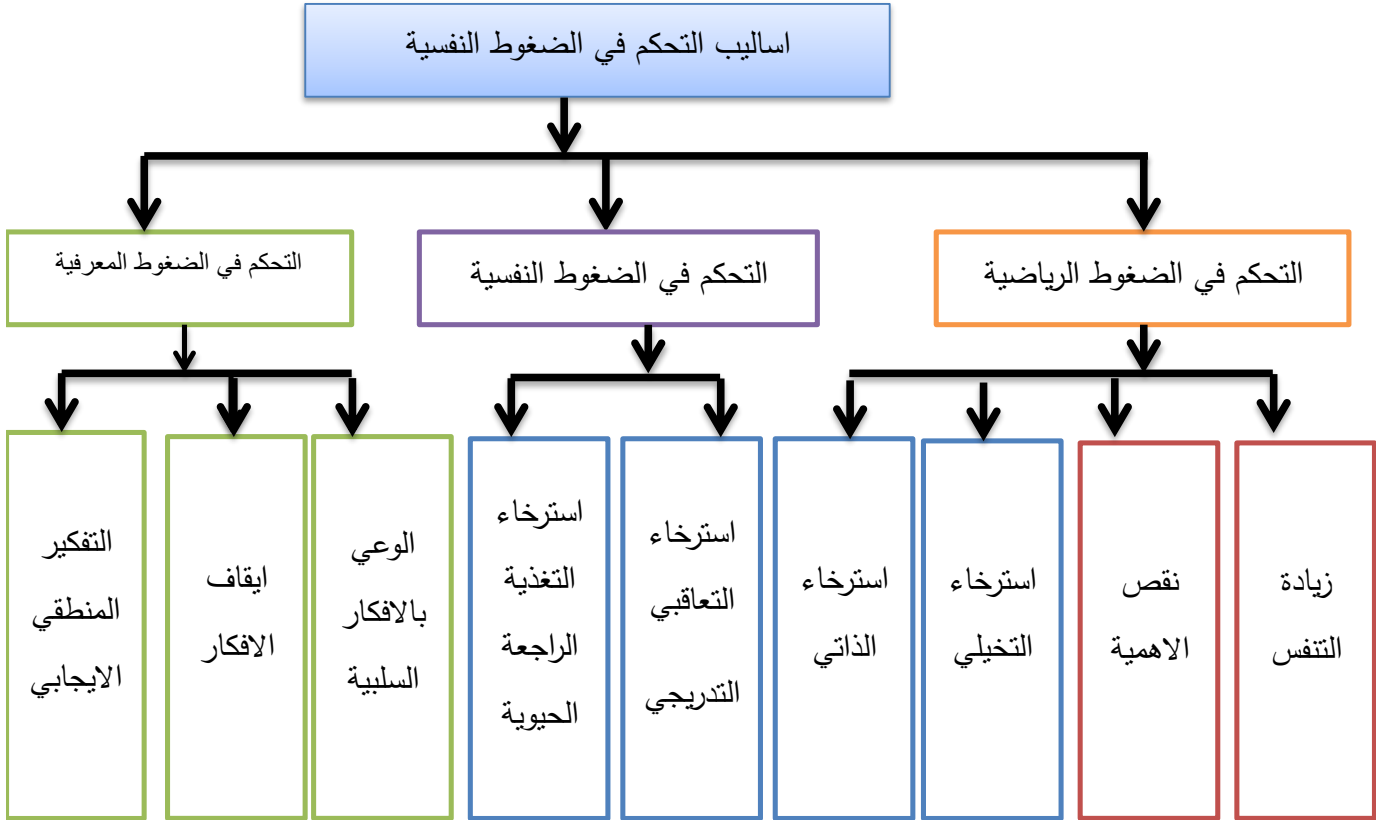 اساليب التحكم في الضغوط النفسية
التحكم في الضغوط الرياضية
التحكم في الضغوط النفسية
التحكم في الضغوط المعرفية
زيادة
التنفس
نقص
الاهمية
استرخاء
التخيلي
استرخاء
الذاتي
استرخاء
التعاقبي
التدريجي
استرخاء
التغذية
الراجعة
الحيوية
الوعي
بالافكار
السلبية
ايقاف
الافكار
التفكير
المنطقي
الايجابي